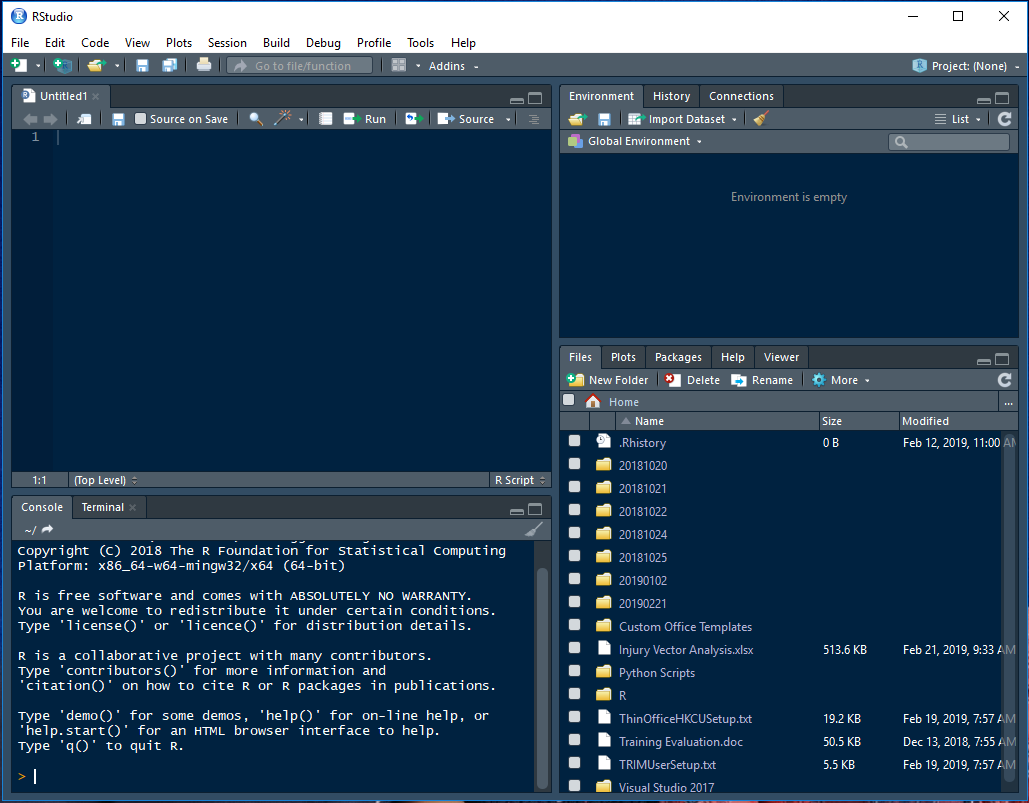 RStudio
File Edit Code View Plots Session Build Debug Profile Tools Help
Go to file/function Addins Project: (None)
Untitled1
Source on Save Run Source
1
1:1 (Top Level) R Script
Console Terminal
~/
Copyright (C) 2018 The R Foundation for Statistical Computing
Platform: x86_64-w64-mingw32/x64 (64-bit)
R is free software and comes with ABSOLUTELY NO WARRANTY.
You are welcome to redistribute it under certain conditions.
Type 'license()' or 'licence()' for distribution details.
R is a collaborative project with many contributors.
Type 'contributors()' for more information and
'citation()' on how to cite R or R packages in publications.
Type 'demo()' for some demos, 'help()' for on-line help, or
'help.start()' for an HTML browser interface to help.
Type 'q()' to quit R.
>
Environment History Connections
Import Dataset List
Global Environment
Environment is empty
Files Plots Packages Help Viewer
New Folder Delete Rename More
Home ...
Name Size Modified
.Rhistory 0 B Feb 12, 2019, 11:00 AM
20181020
20181021
20181022
20181024
20181025
20190102
20190221
Custom Office Templates
Injury Vector Analysis.xlsx 513.6 KB Feb 21, 2019, 9:33 AM
Python Scripts
R
ThinOfficeHKCUSetup.txt 19.2 KB Feb 19, 2019, 7:57 AM
Training Evaluation.doc 50.5 KB Dec 13, 2018, 7:55 AM
TRIMUserSetup.txt 5.5 KB Feb 19, 2019, 7:57 AM
Visual Studio 2017